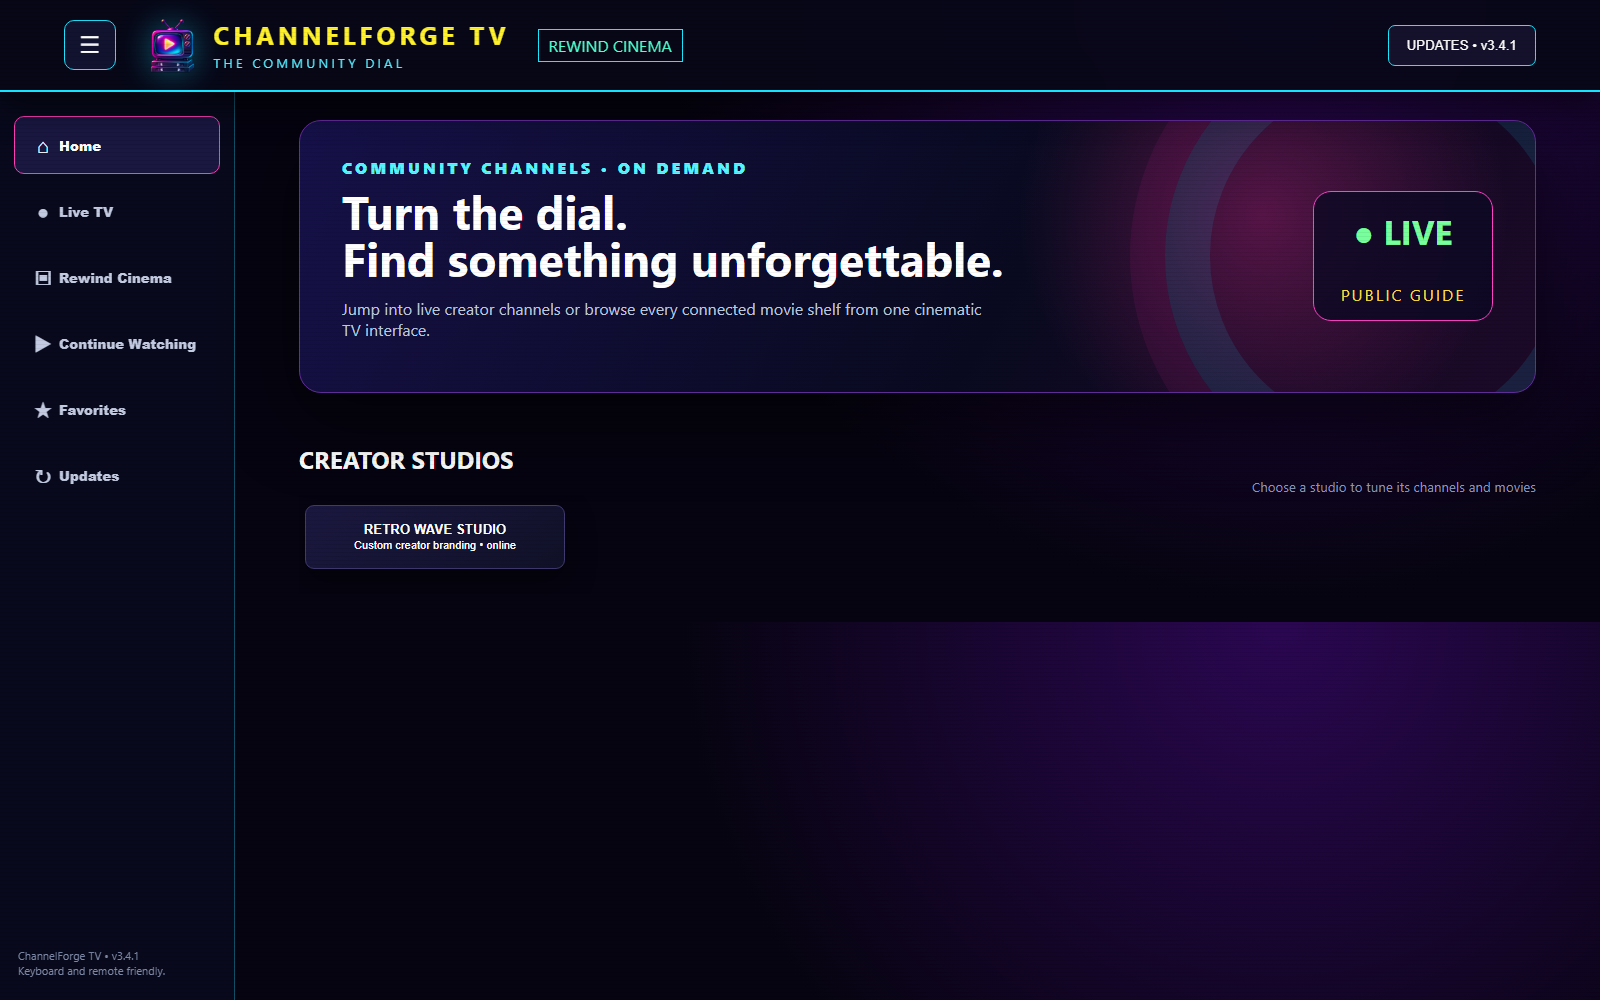 ☰
CHANNELFORGE TV
THE COMMUNITY DIAL
REWIND CINEMA
UPDATES • v3.4.1
Home
Live TV
Rewind Cinema
Continue Watching
Favorites
Updates
COMMUNITY CHANNELS • ON DEMAND
Turn the dial.
Find something unforgettable.
Jump into live creator channels or browse every connected movie shelf from one cinematic
TV interface.
● LIVE
PUBLIC GUIDE
CREATOR STUDIOS
Choose a studio to tune its channels and movies
RETRO WAVE STUDIO
Custom creator branding • online
ChannelForge TV • v3.4.1
Keyboard and remote friendly.